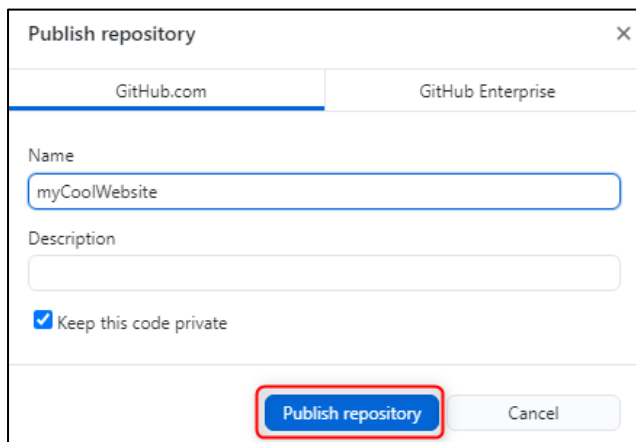 Publish repository
GitHub.com GitHub Enterprise
Name
myCoolWebsite
Description
Keep this code private
Publish repository Cancel